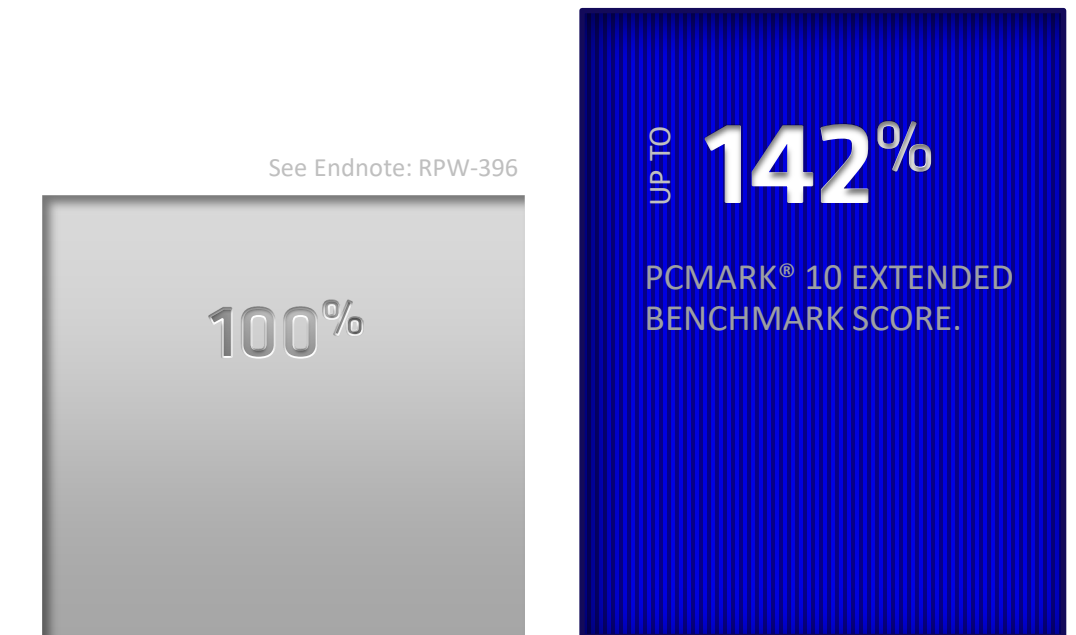 See Endnote: RPW-396
100%
UP TO
142%
PCMARK® 10 EXTENDED
BENCHMARK SCORE.